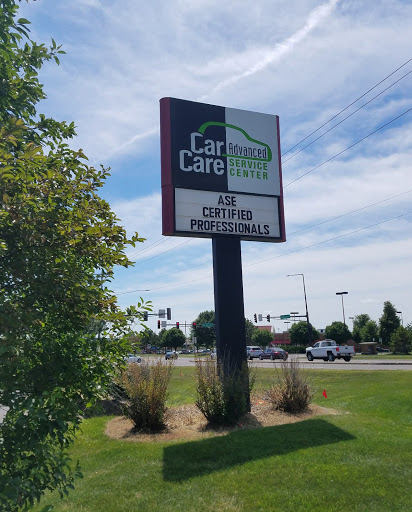 Car Advanced
Care SERVICE
CENTER
ASE
CERTIFIED
PROFESSIONALS